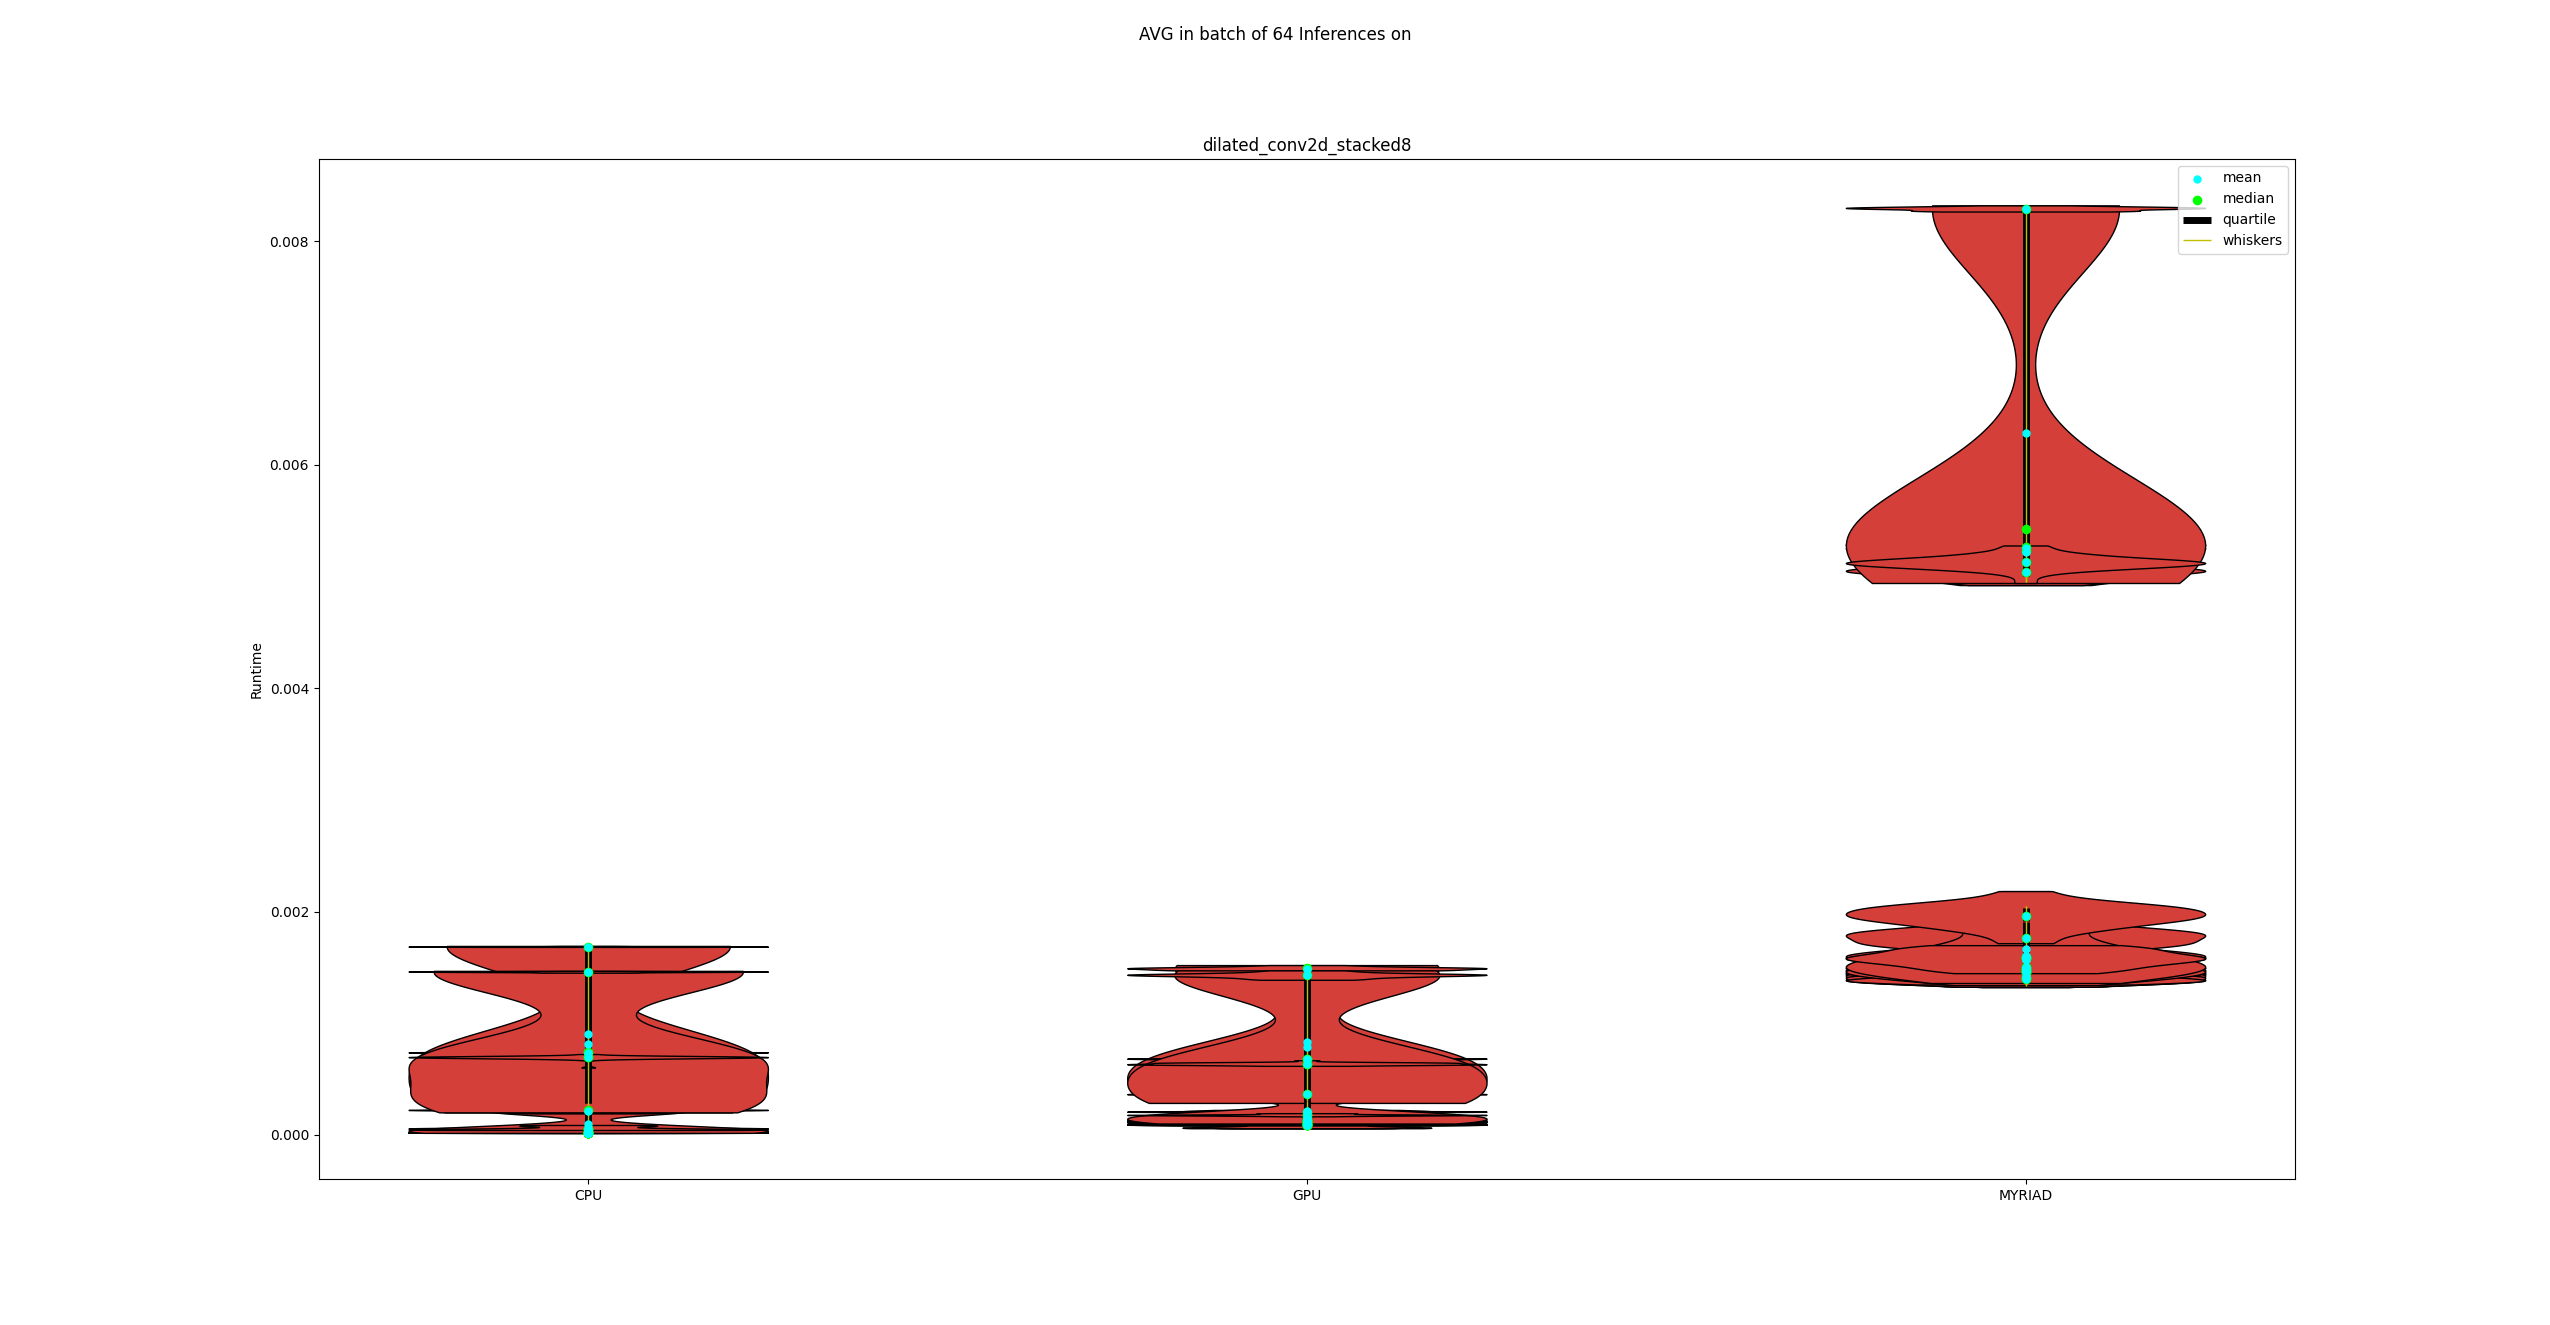 AVG in batch of 64 Inferences on
dilated_conv2d_stacked8
mean
median
quartile
whiskers
Runtime
0.008
0.006
0.004
0.002
0.000
CPU
GPU
MYRIAD